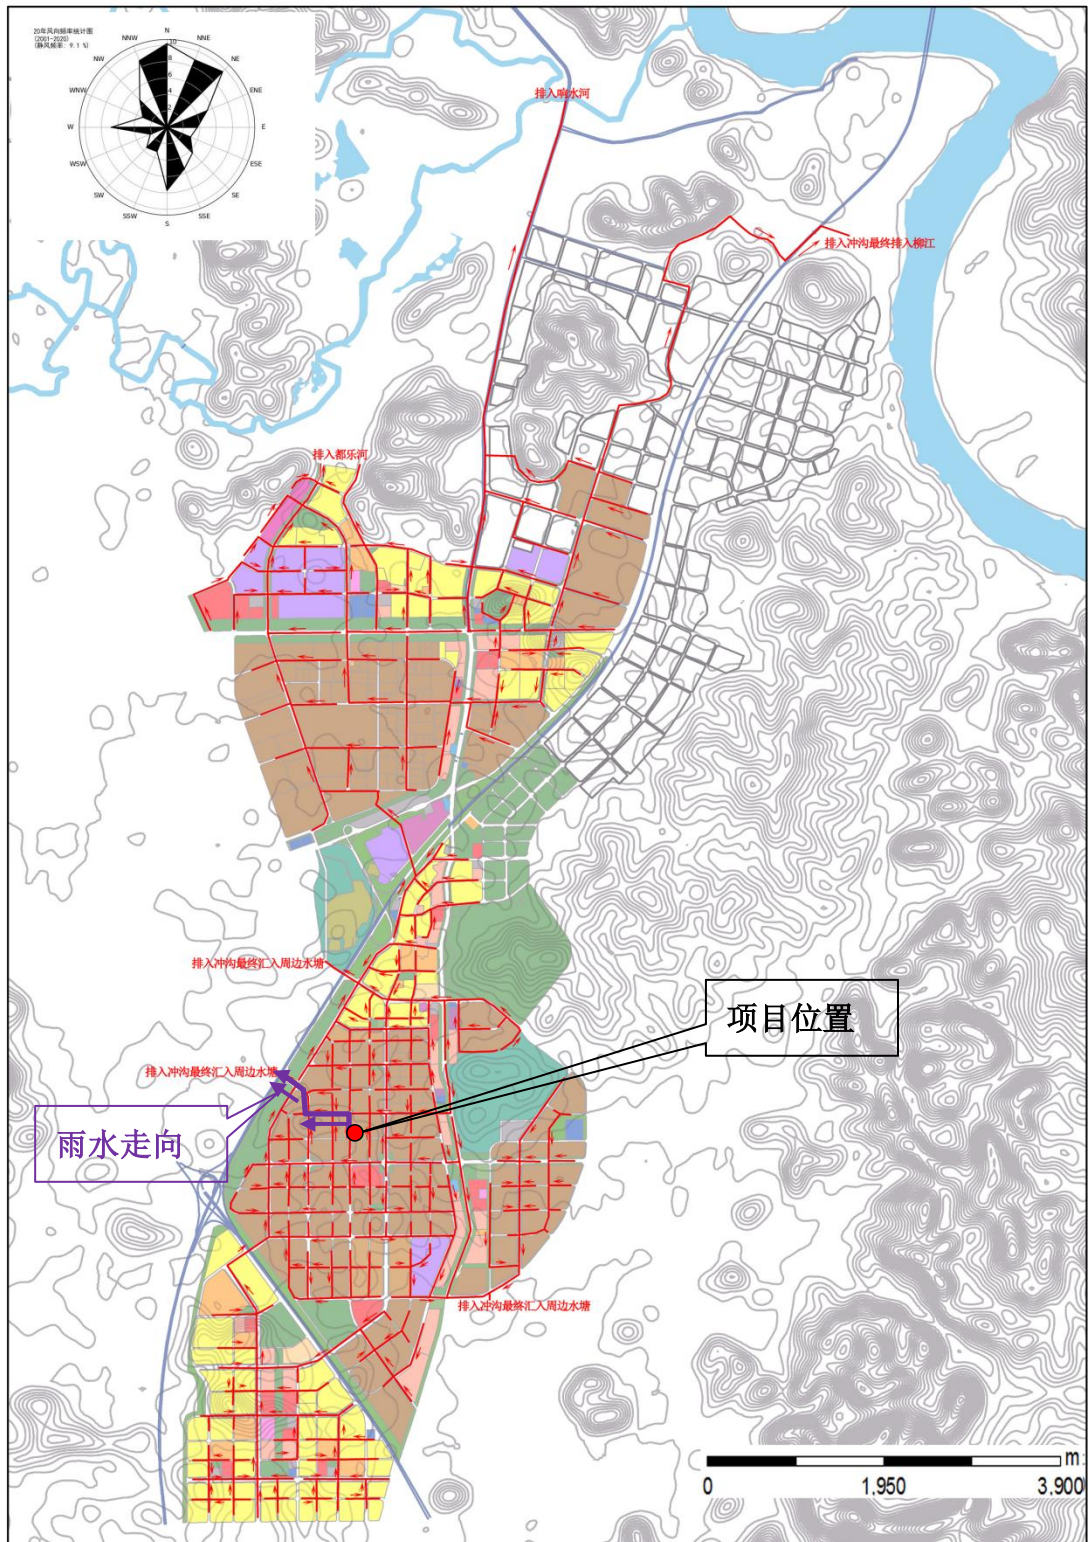 20年风向频率统计图
(2001-2020)
(静风频率: 9.1 %)
N
NNW
NNE
NW
NE
WNW
ENE
W
E
WSW
ESE
SW
SE
SSW
SSE
S
10
8
6
4
2
排入响水河
排入冲沟最终排入柳江
排入都乐河
排入冲沟最终汇入周边水塘
项目位置
排入冲沟最终汇入周边水塘
雨水走向
排入冲沟最终汇入周边水塘
m
0
1,950
3,900